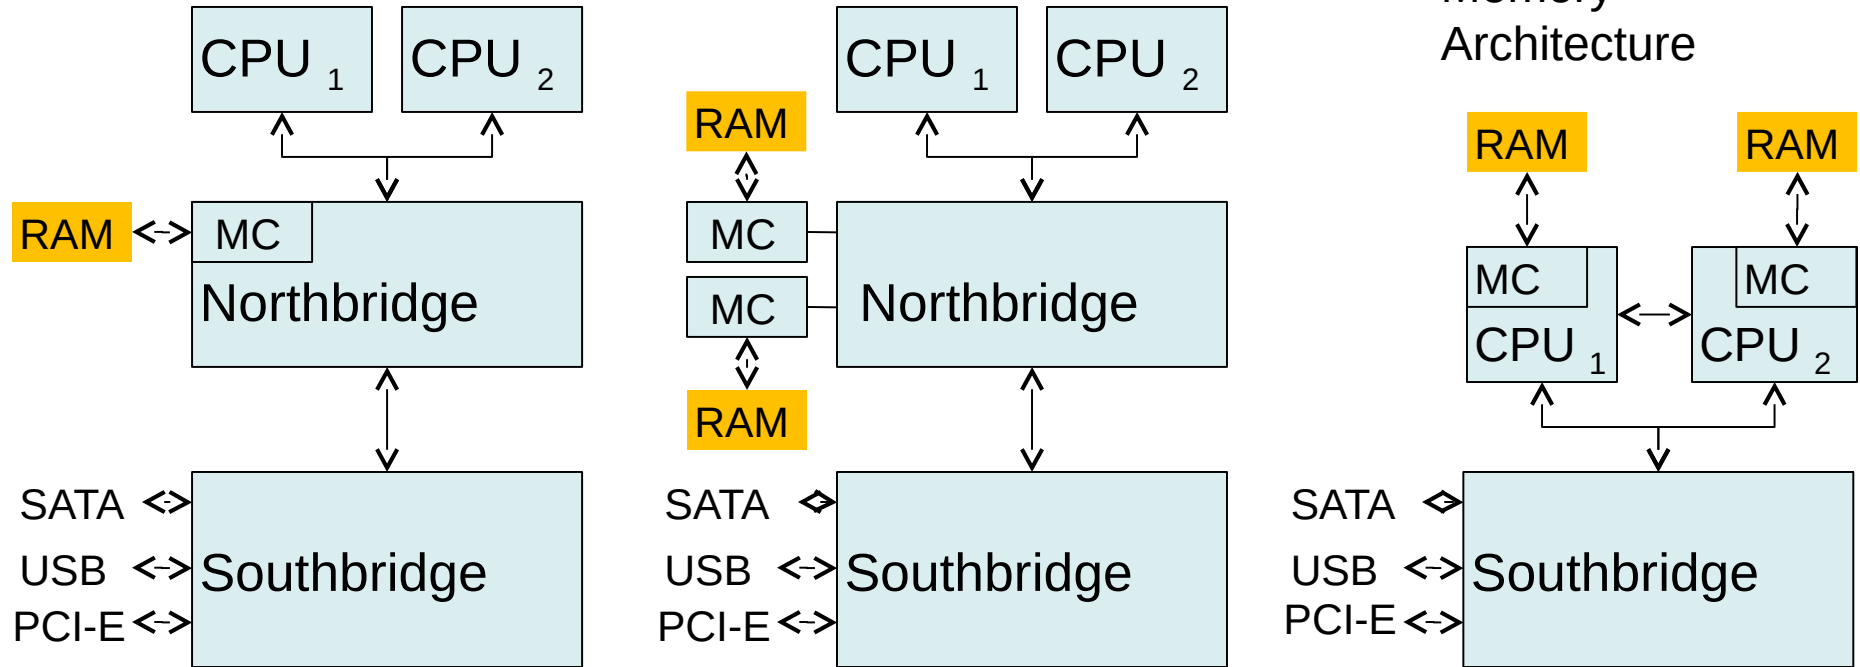 Architecture
CPU 1
CPU 2
RAM
MC
Northbridge
SATA
USB
PCI-E
Southbridge
CPU 1
CPU 2
RAM
MC
MC
Northbridge
RAM
SATA
USB
PCI-E
Southbridge
RAM
RAM
MC
MC
CPU 1
CPU 2
SATA
USB
PCI-E
Southbridge